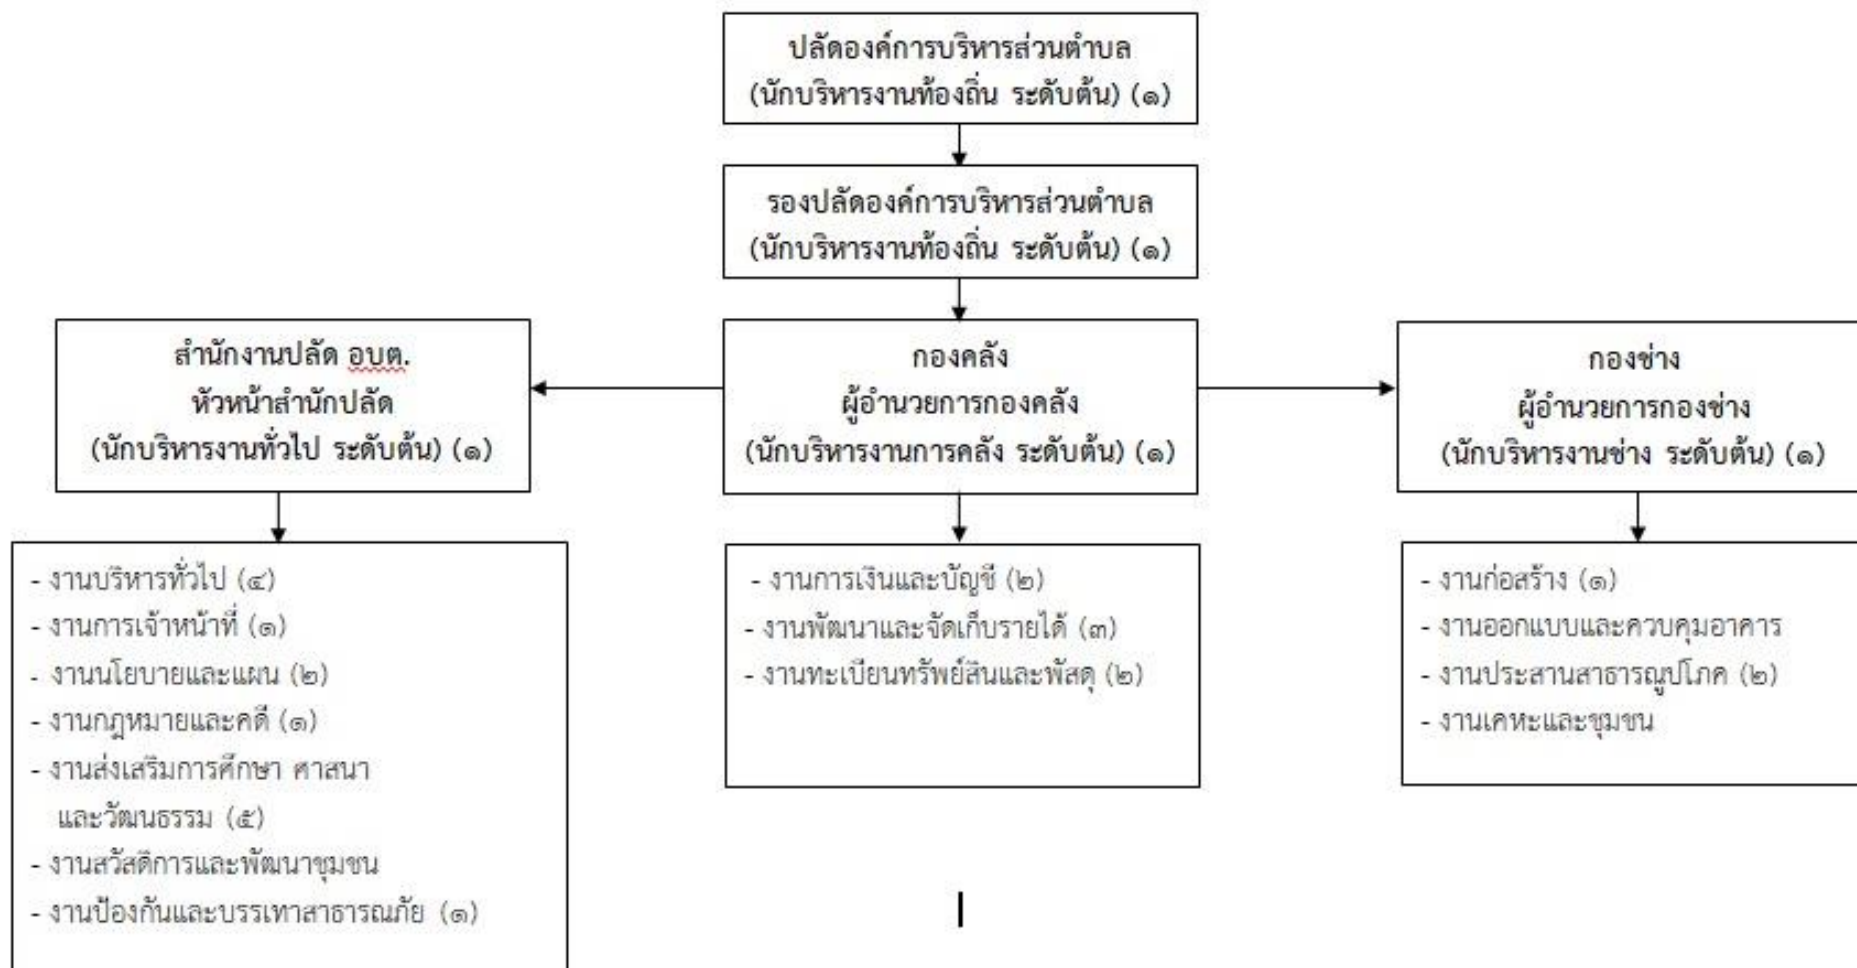 ปลัดองค์การบริหารส่วนตำบล
(นักบริหารงานท้องถิ่น ระดับต้น) (๑)
รองปลัดองค์การบริหารส่วนตำบล
(นักบริหารงานท้องถิ่น ระดับต้น) (๑)
สำนักงานปลัด อบต.
หัวหน้าสำนักปลัด
(นักบริหารงานทั่วไป ระดับต้น) (๑)
กองคลัง
ผู้อำนวยการกองคลัง
(นักบริหารงานการคลัง ระดับต้น) (๑)
กองช่าง
ผู้อำนวยการกองช่าง
(นักบริหารงานช่าง ระดับต้น) (๑)
- งานบริหารทั่วไป (๔)
- งานการเจ้าหน้าที่ (๑)
- งานนโยบายและแผน (๒)
- งานกฎหมายและคดี (๑)
- งานส่งเสริมการศึกษา ศาสนา
และวัฒนธรรม (๕)
- งานสวัสดิการและพัฒนาชุมชน
- งานป้องกันและบรรเทาสาธารณภัย (๑)
- งานการเงินและบัญชี (๒)
- งานพัฒนาและจัดเก็บรายได้ (๓)
- งานทะเบียนทรัพย์สินและพัสดุ (๒)
- งานก่อสร้าง (๑)
- งานออกแบบและควบคุมอาคาร
- งานประสานสาธารณูปโภค (๒)
- งานเคหะและชุมชน